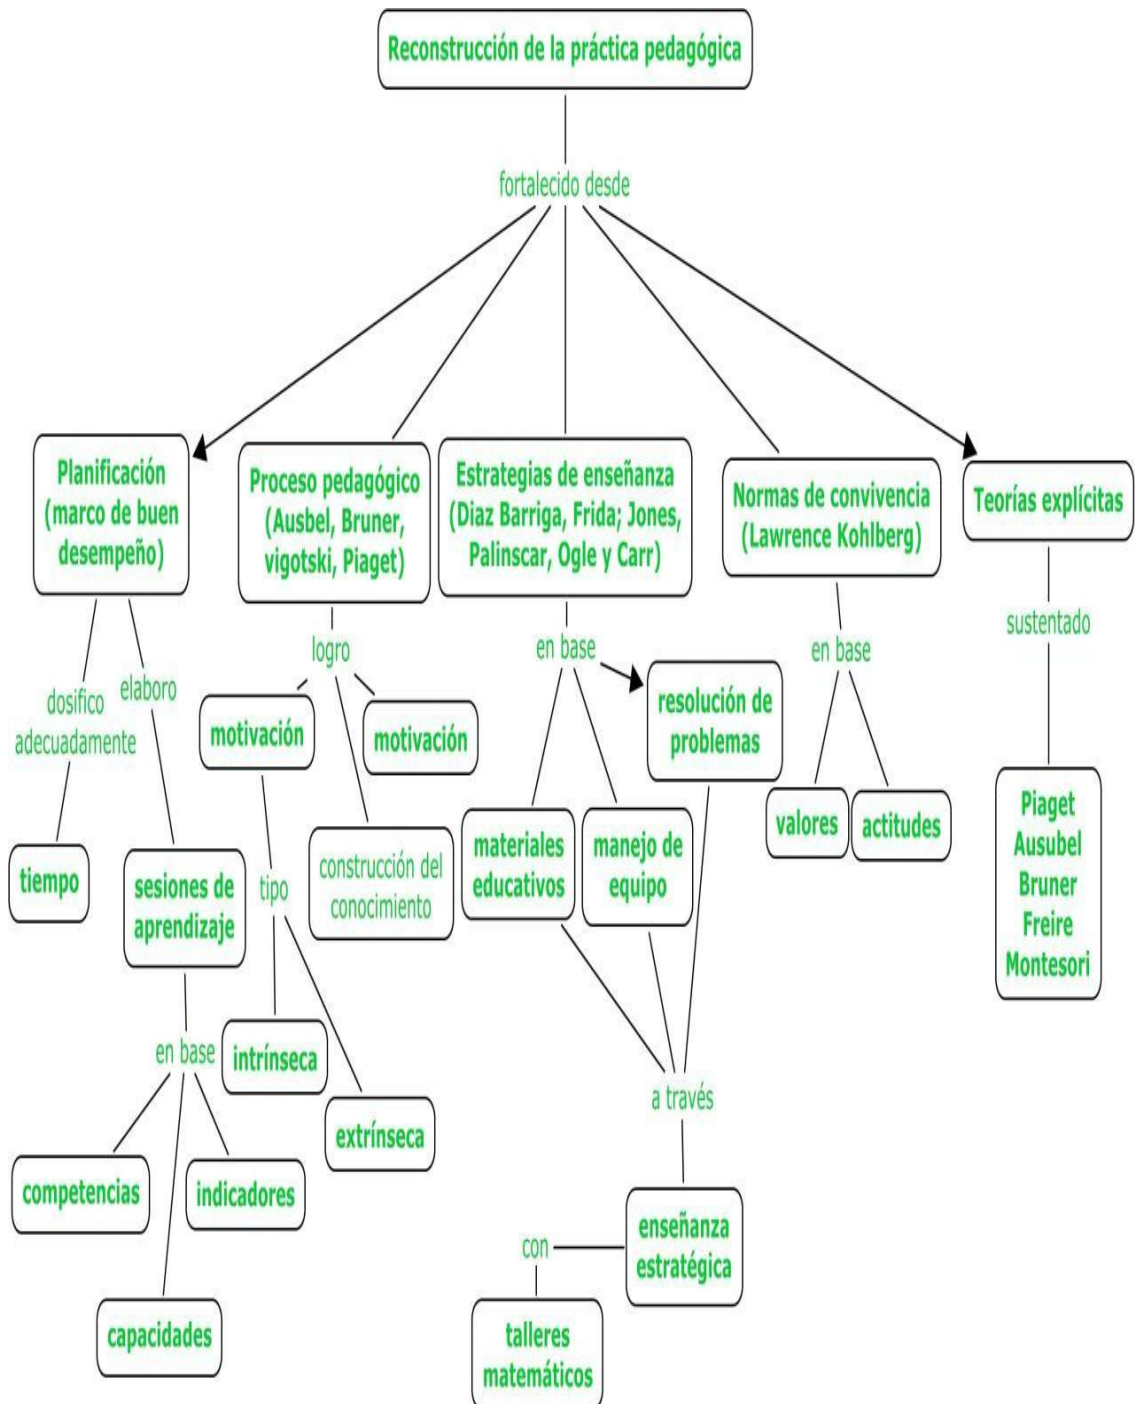 Reconstrucción de la práctica pedagógica
fortalecido desde
Planificación
(marco de buen
desempeño)
Proceso pedagógico
(Ausbel, Bruner,
vigotski, Piaget)
Estrategias de enseñanza
(Diaz Barriga, Frida; Jones,
Palinscar, Ogle y Carr)
Normas de convivencia
(Lawrence Kohlberg)
Teorías explícitas
dosifico
adecuadamente
elaboro
logro
en base
en base
sustentado
motivación
motivación
resolución de
problemas
tiempo
sesiones de
aprendizaje
tipo
construcción del
conocimiento
materiales
educativos
manejo de
equipo
valores
actitudes
Piaget
Ausubel
Bruner
Freire
Montesori
en base
intrínseca
extrínseca
a través
competencias
indicadores
capacidades
enseñanza
estratégica
con
talleres
matemáticos